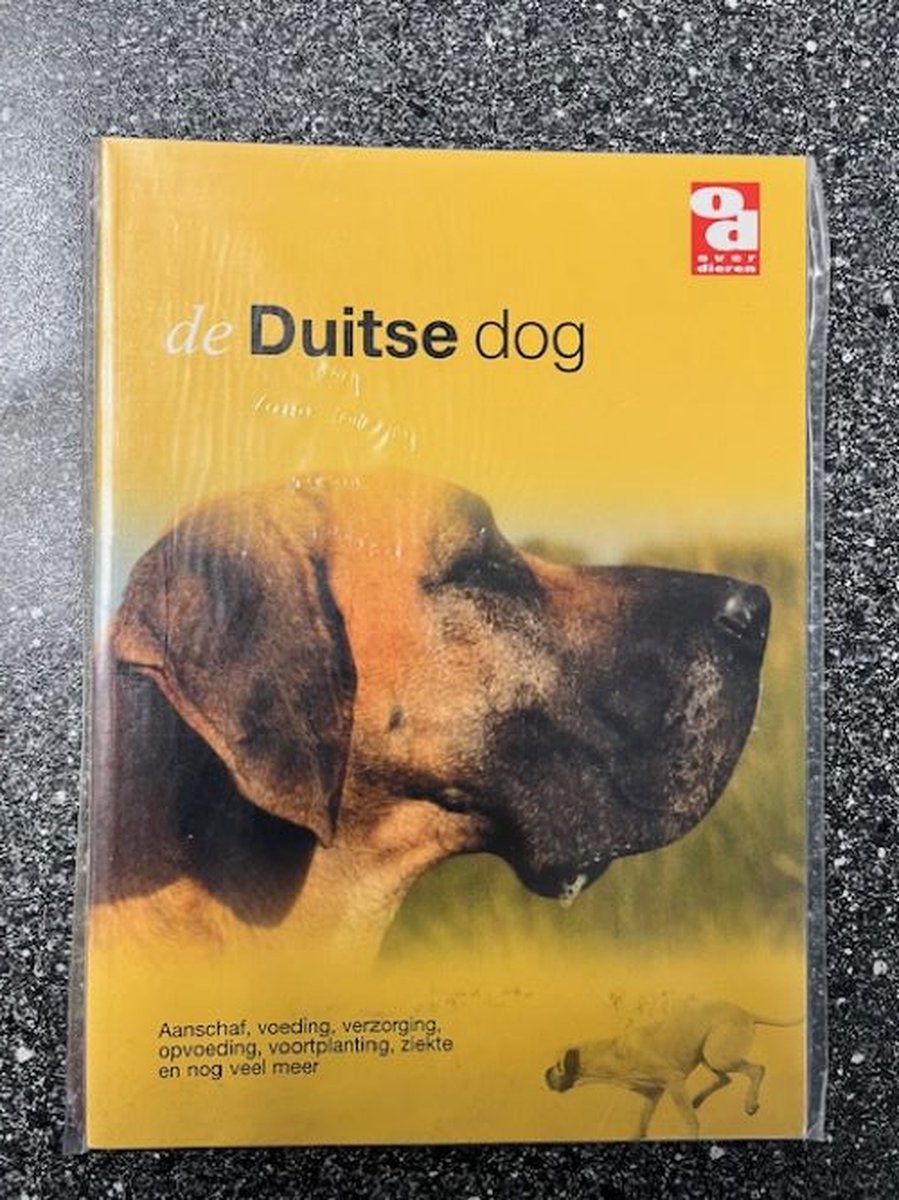 od
over
dieren
de Duitse dog
Aanschaf, voeding, verzorging,
opvoeding, voortplanting, ziekte
en nog veel meer